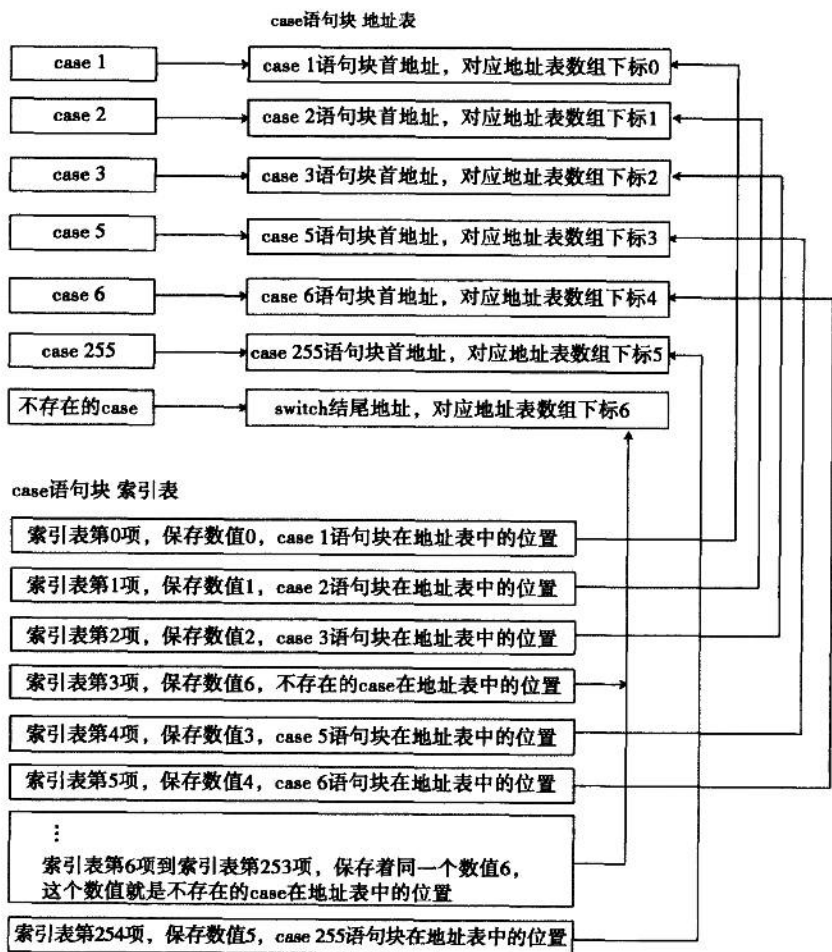 case语句块 地址表
case 1
case 1语句块首地址，对应地址表数组下标0
case 2
case 2语句块首地址，对应地址表数组下标1
case 3
case 3语句块首地址，对应地址表数组下标2
case 5
case 5语句块首地址，对应地址表数组下标3
case 6
case 6语句块首地址，对应地址表数组下标4
case 255
case 255语句块首地址，对应地址表数组下标5
不存在的case
switch结尾地址，对应地址表数组下标6
case语句块 索引表
索引表第0项，保存数值0，case 1语句块在地址表中的位置
索引表第1项，保存数值1，case 2语句块在地址表中的位置
索引表第2项，保存数值2，case 3语句块在地址表中的位置
索引表第3项，保存数值6，不存在的case在地址表中的位置
索引表第4项，保存数值3，case 5语句块在地址表中的位置
索引表第5项，保存数值4，case 6语句块在地址表中的位置
⋮
索引表第6项到索引表第253项，保存着同一个数值6，
这个数值就是不存在的case在地址表中的位置
索引表第254项，保存数值5，case 255语句块在地址表中的位置